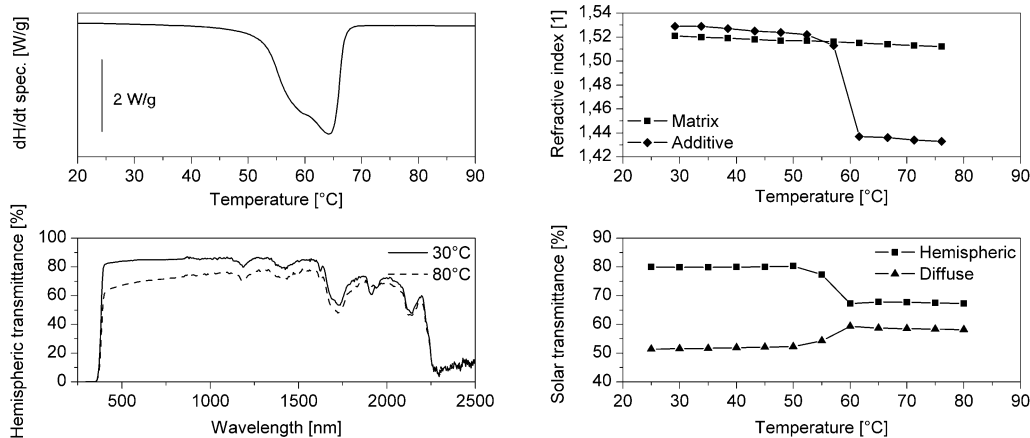 dH/dt spec. [W/g]
2 W/g
20 30 40 50 60 70 80 90
Temperature [°C]
Refractive index [1]
1,54
1,52
1,50
1,48
1,46
1,44
1,42
Matrix
Additive
20 30 40 50 60 70 80 90
Temperature [°C]
Hemispheric transmittance [%]
100
80
60
40
20
0
30°C
80°C
500 1000 1500 2000 2500
Wavelength [nm]
Solar transmittance [%]
90
80
70
60
50
40
Hemispheric
Diffuse
20 30 40 50 60 70 80 90
Temperature [°C]